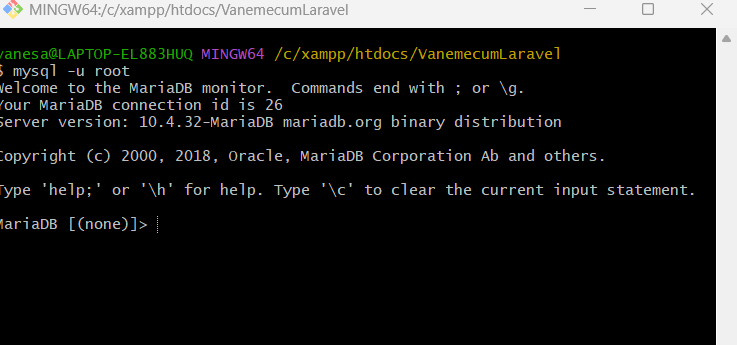 MINGW64:/c/xampp/htdocs/VanemecumLaravel
vanesa@LAPTOP-EL883HUQ MINGW64 /c/xampp/htdocs/VanemecumLaravel
$ mysql -u root
Welcome to the MariaDB monitor.  Commands end with ; or \g.
Your MariaDB connection id is 26
Server version: 10.4.32-MariaDB mariadb.org binary distribution
Copyright (c) 2000, 2018, Oracle, MariaDB Corporation Ab and others.
Type 'help;' or '\h' for help. Type '\c' to clear the current input statement.
MariaDB [(none)]>